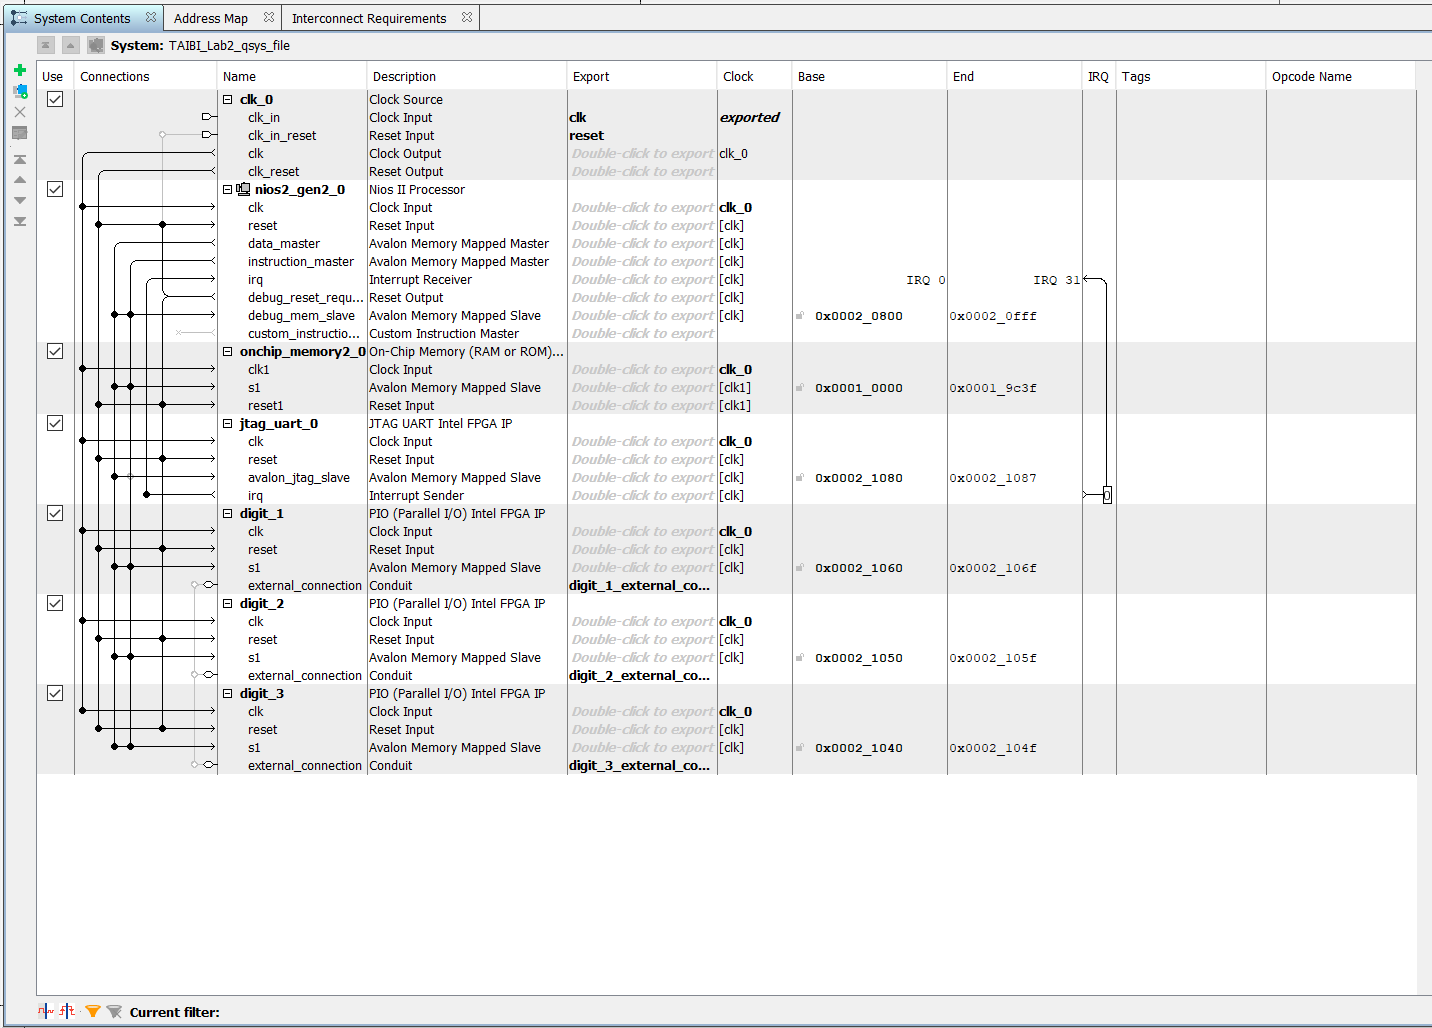 System Contents Address Map Interconnect Requirements
System: TAIBI_Lab2_qsys_file
Use Connections Name Description Export Clock Base End IRQ Tags Opcode Name
clk_0 Clock Source
clk_in Clock Input clk exported
clk_in_reset Reset Input reset
clk Clock Output Double-click to export clk_0
clk_reset Reset Output Double-click to export
nios2_gen2_0 Nios II Processor
clk Clock Input Double-click to export clk_0
reset Reset Input Double-click to export [clk]
data_master Avalon Memory Mapped Master Double-click to export [clk]
instruction_master Avalon Memory Mapped Master Double-click to export [clk]
irq Interrupt Receiver Double-click to export [clk] IRQ 0 IRQ 31
debug_reset_requ... Reset Output Double-click to export [clk]
debug_mem_slave Avalon Memory Mapped Slave Double-click to export [clk] 0x0002_0800 0x0002_0fff
custom_instructio... Custom Instruction Master Double-click to export
onchip_memory2_0 On-Chip Memory (RAM or ROM)...
clk1 Clock Input Double-click to export clk_0
s1 Avalon Memory Mapped Slave Double-click to export [clk1] 0x0001_0000 0x0001_9c3f
reset1 Reset Input Double-click to export [clk1]
jtag_uart_0 JTAG UART Intel FPGA IP
clk Clock Input Double-click to export clk_0
reset Reset Input Double-click to export [clk]
avalon_jtag_slave Avalon Memory Mapped Slave Double-click to export [clk] 0x0002_1080 0x0002_1087
irq Interrupt Sender Double-click to export [clk] 0
digit_1 PIO (Parallel I/O) Intel FPGA IP
clk Clock Input Double-click to export clk_0
reset Reset Input Double-click to export [clk]
s1 Avalon Memory Mapped Slave Double-click to export [clk] 0x0002_1060 0x0002_106f
external_connection Conduit digit_1_external_co...
digit_2 PIO (Parallel I/O) Intel FPGA IP
clk Clock Input Double-click to export clk_0
reset Reset Input Double-click to export [clk]
s1 Avalon Memory Mapped Slave Double-click to export [clk] 0x0002_1050 0x0002_105f
external_connection Conduit digit_2_external_co...
digit_3 PIO (Parallel I/O) Intel FPGA IP
clk Clock Input Double-click to export clk_0
reset Reset Input Double-click to export [clk]
s1 Avalon Memory Mapped Slave Double-click to export [clk] 0x0002_1040 0x0002_104f
external_connection Conduit digit_3_external_co...
Current filter: